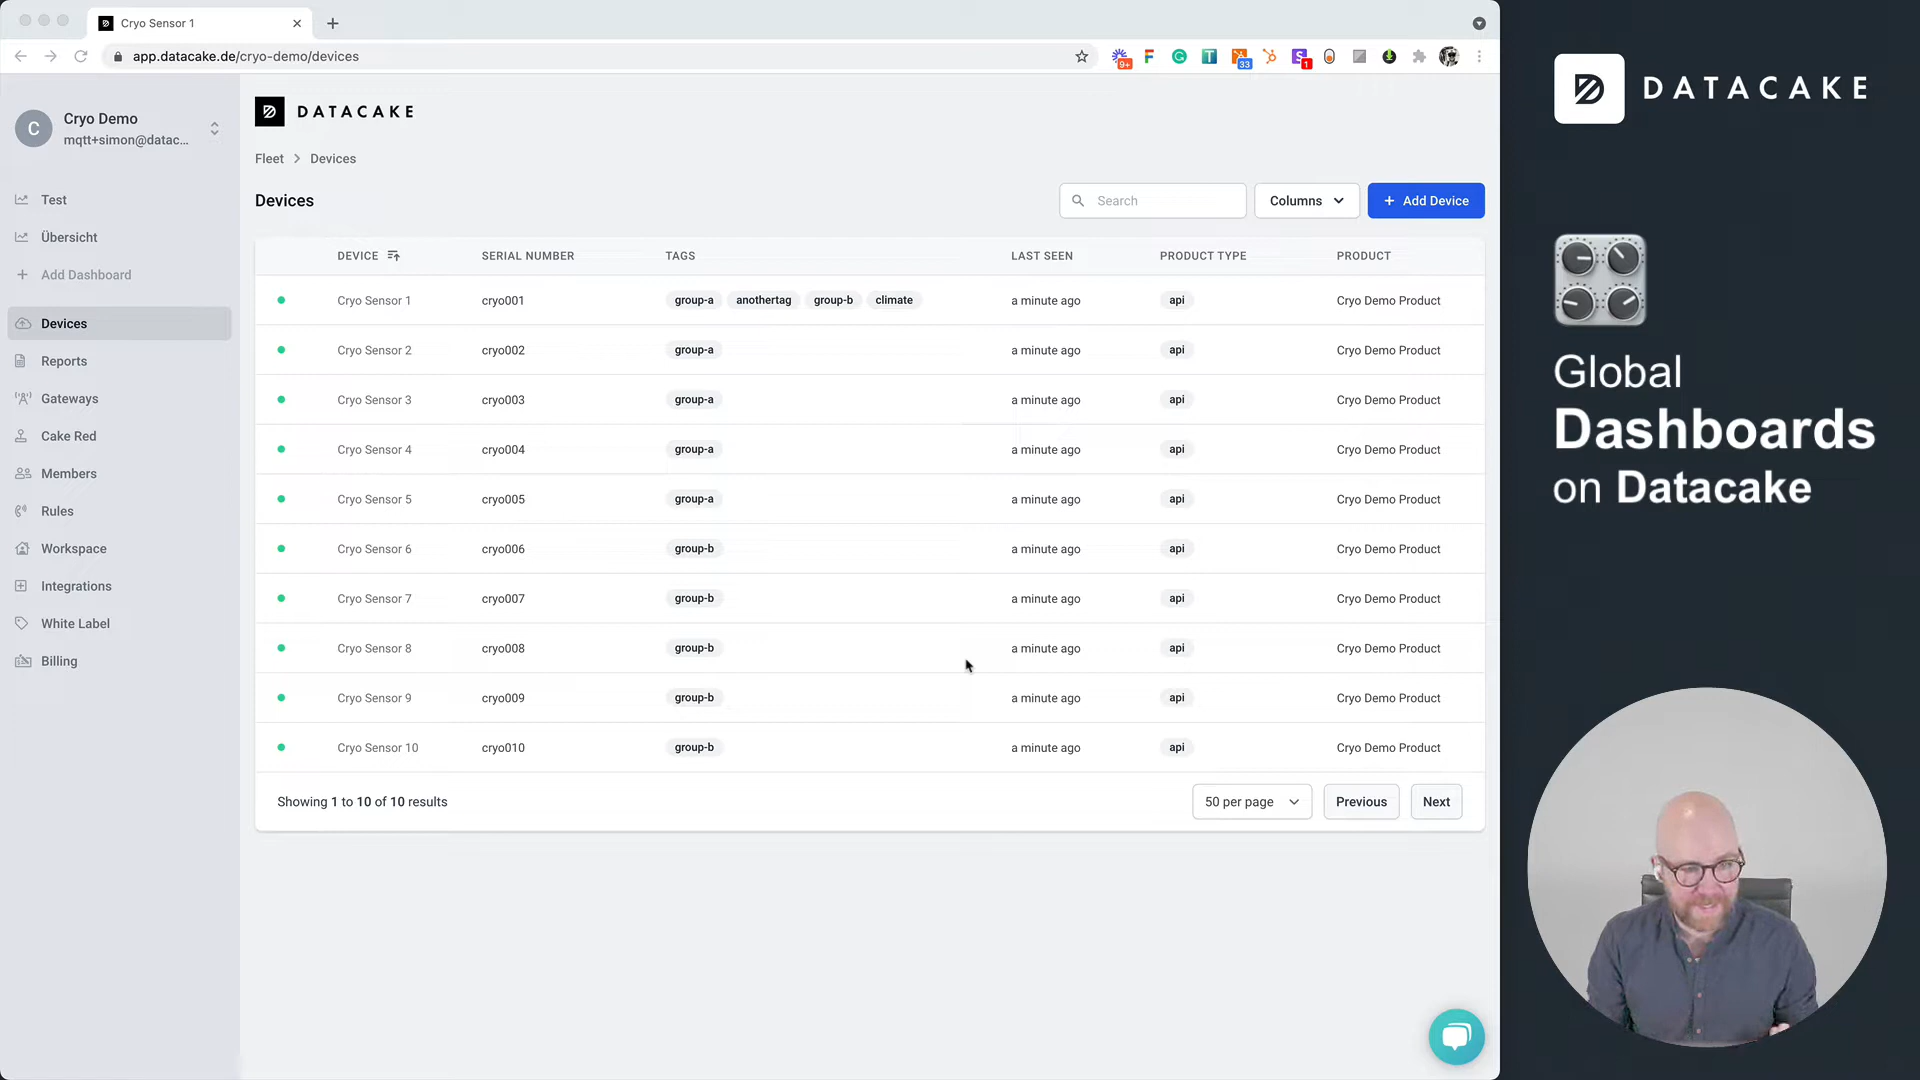 Cryo Sensor 1
app.datacake.de/cryo-demo/devices
9+
33
1
C
Cryo Demo
mqtt+simon@datac...
Test
Übersicht
Add Dashboard
Devices
Reports
Gateways
Cake Red
Members
Rules
Workspace
Integrations
White Label
Billing
DATACAKE
Fleet > Devices
Devices
Search
Columns
+ Add Device
DEVICE SERIAL NUMBER TAGS LAST SEEN PRODUCT TYPE PRODUCT
Cryo Sensor 1 cryo001 group-a anothertag group-b climate a minute ago api Cryo Demo Product
Cryo Sensor 2 cryo002 group-a a minute ago api Cryo Demo Product
Cryo Sensor 3 cryo003 group-a a minute ago api Cryo Demo Product
Cryo Sensor 4 cryo004 group-a a minute ago api Cryo Demo Product
Cryo Sensor 5 cryo005 group-a a minute ago api Cryo Demo Product
Cryo Sensor 6 cryo006 group-b a minute ago api Cryo Demo Product
Cryo Sensor 7 cryo007 group-b a minute ago api Cryo Demo Product
Cryo Sensor 8 cryo008 group-b a minute ago api Cryo Demo Product
Cryo Sensor 9 cryo009 group-b a minute ago api Cryo Demo Product
Cryo Sensor 10 cryo010 group-b a minute ago api Cryo Demo Product
Showing 1 to 10 of 10 results
50 per page
Previous
Next
DATACAKE
Global
Dashboards
on Datacake